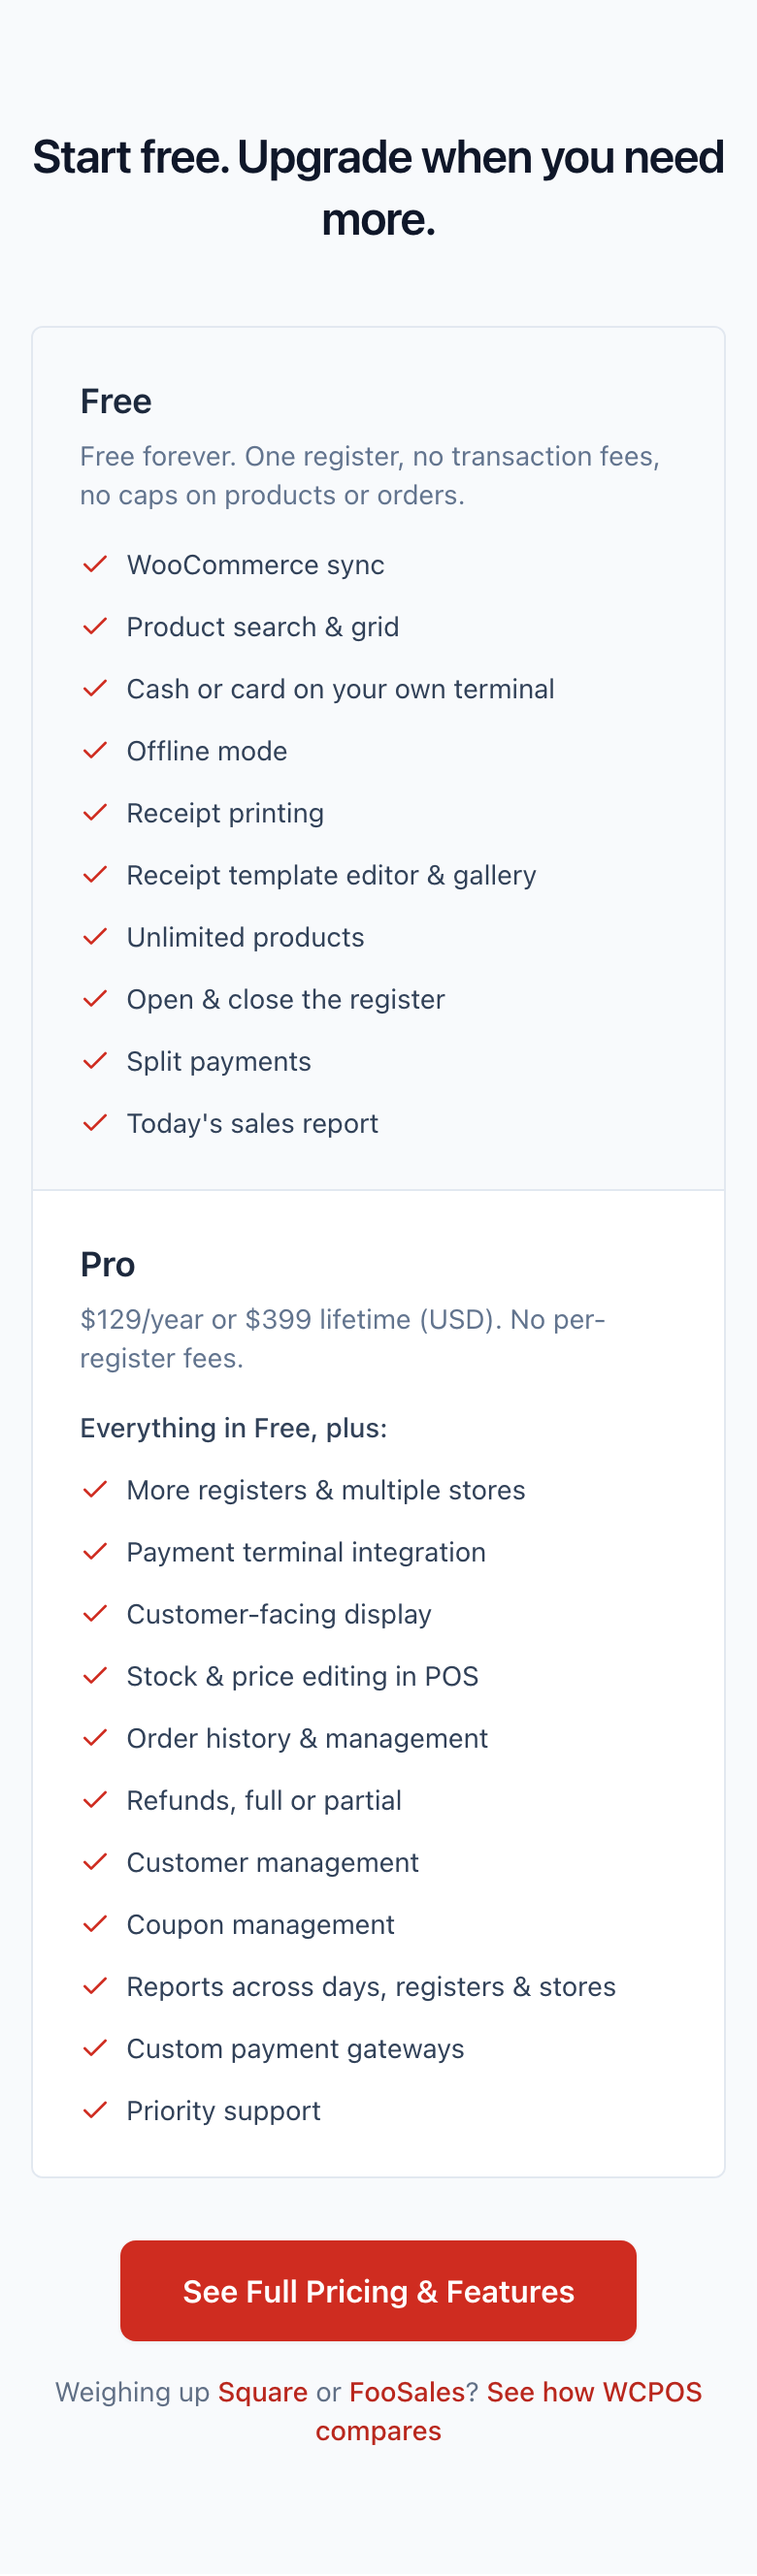 Start free. Upgrade when you need
more.
Free
Free forever. One register, no transaction fees,
no caps on products or orders.
WooCommerce sync
Product search & grid
Cash or card on your own terminal
Offline mode
Receipt printing
Receipt template editor & gallery
Unlimited products
Open & close the register
Split payments
Today's sales report
Pro
$129/year or $399 lifetime (USD). No per-
register fees.
Everything in Free, plus:
More registers & multiple stores
Payment terminal integration
Customer-facing display
Stock & price editing in POS
Order history & management
Refunds, full or partial
Customer management
Coupon management
Reports across days, registers & stores
Custom payment gateways
Priority support
See Full Pricing & Features
Weighing up Square or FooSales? See how WCPOS
compares